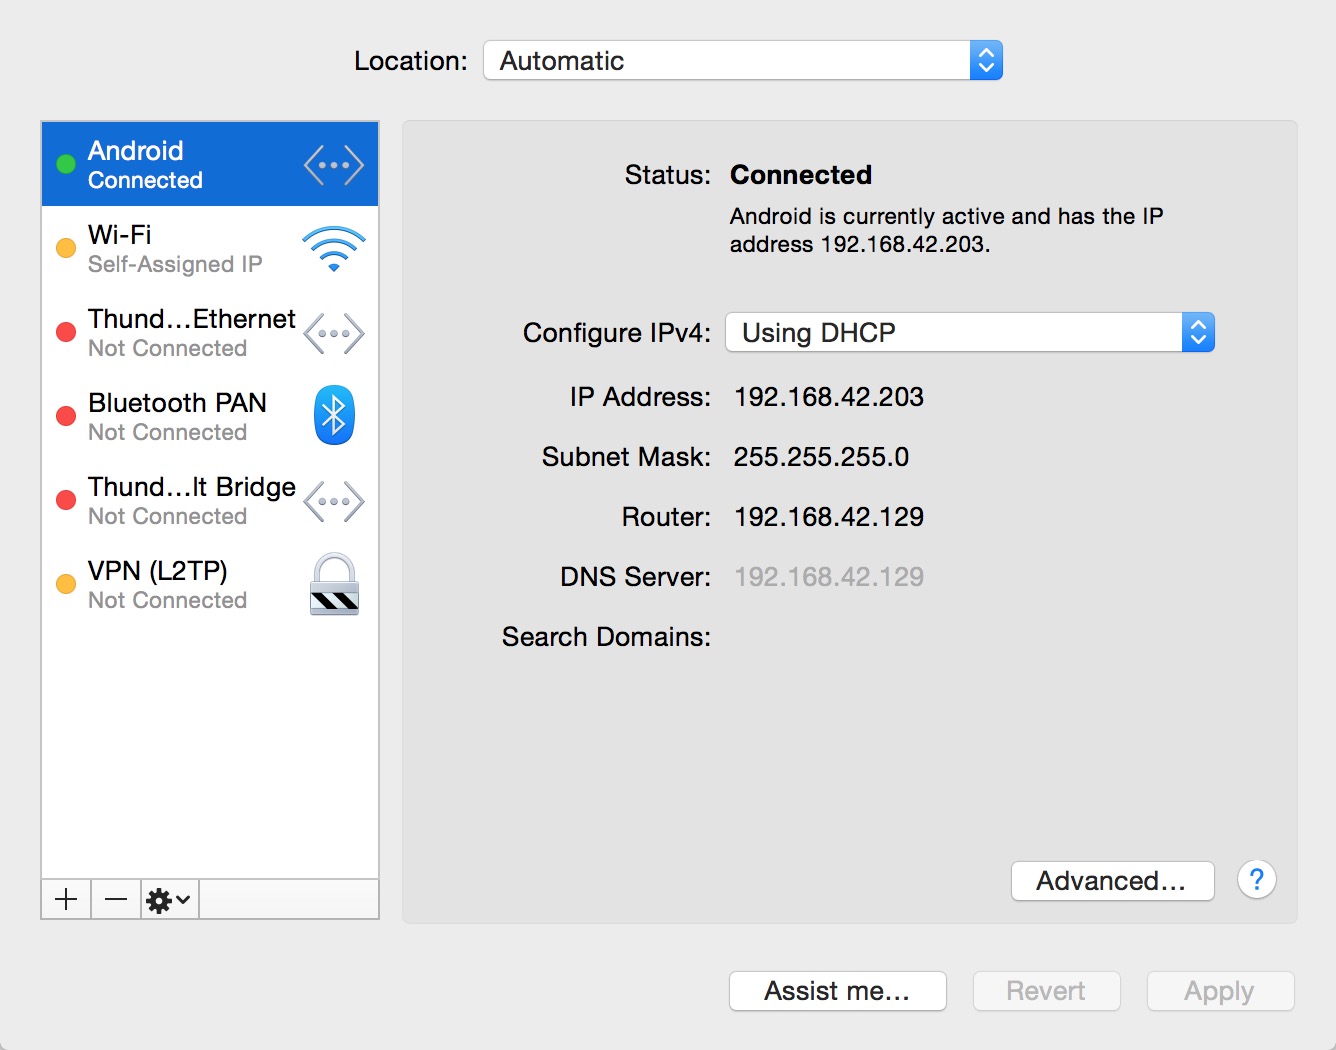 Location: Automatic
Android
Connected
Wi-Fi
Self-Assigned IP
Thund...Ethernet
Not Connected
Bluetooth PAN
Not Connected
Thund...lt Bridge
Not Connected
VPN (L2TP)
Not Connected
Status: Connected
Android is currently active and has the IP
address 192.168.42.203.
Configure IPv4: Using DHCP
IP Address: 192.168.42.203
Subnet Mask: 255.255.255.0
Router: 192.168.42.129
DNS Server: 192.168.42.129
Search Domains:
Advanced... ?
Assist me... Revert Apply